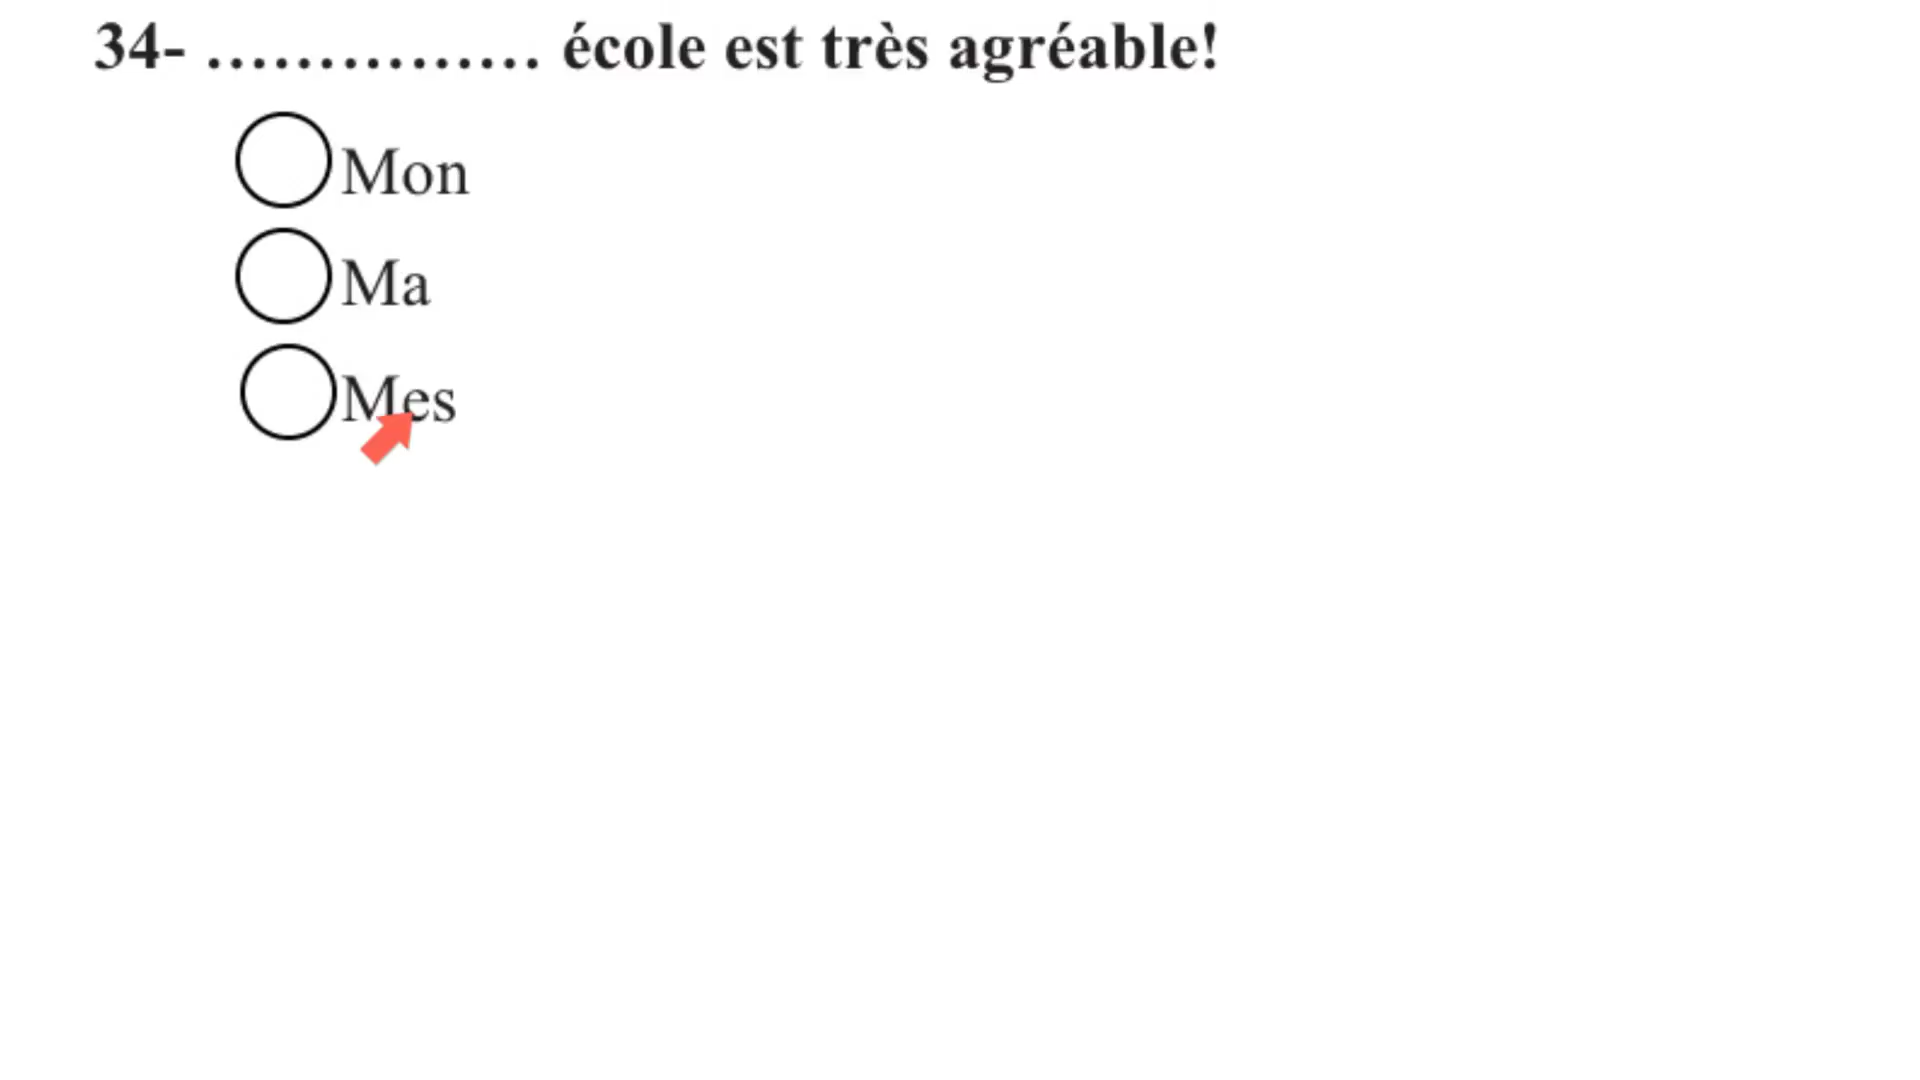 34- ............... école est très agréable!
Mon
Ma
Mes